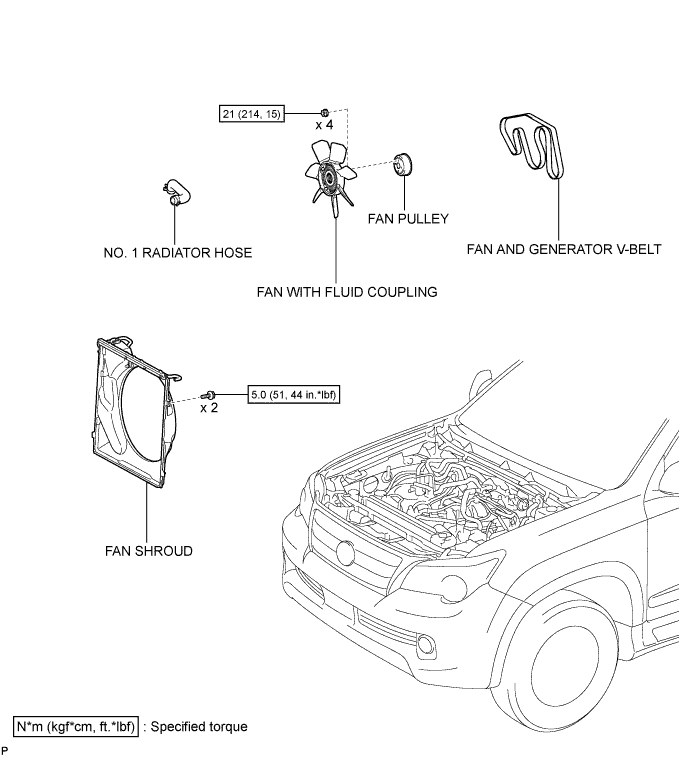 21 (214, 15)
x 4
FAN PULLEY
NO. 1 RADIATOR HOSE
FAN AND GENERATOR V-BELT
FAN WITH FLUID COUPLING
5.0 (51, 44 in.*lbf)
x 2
FAN SHROUD
N*m (kgf*cm, ft.*lbf) : Specified torque
P